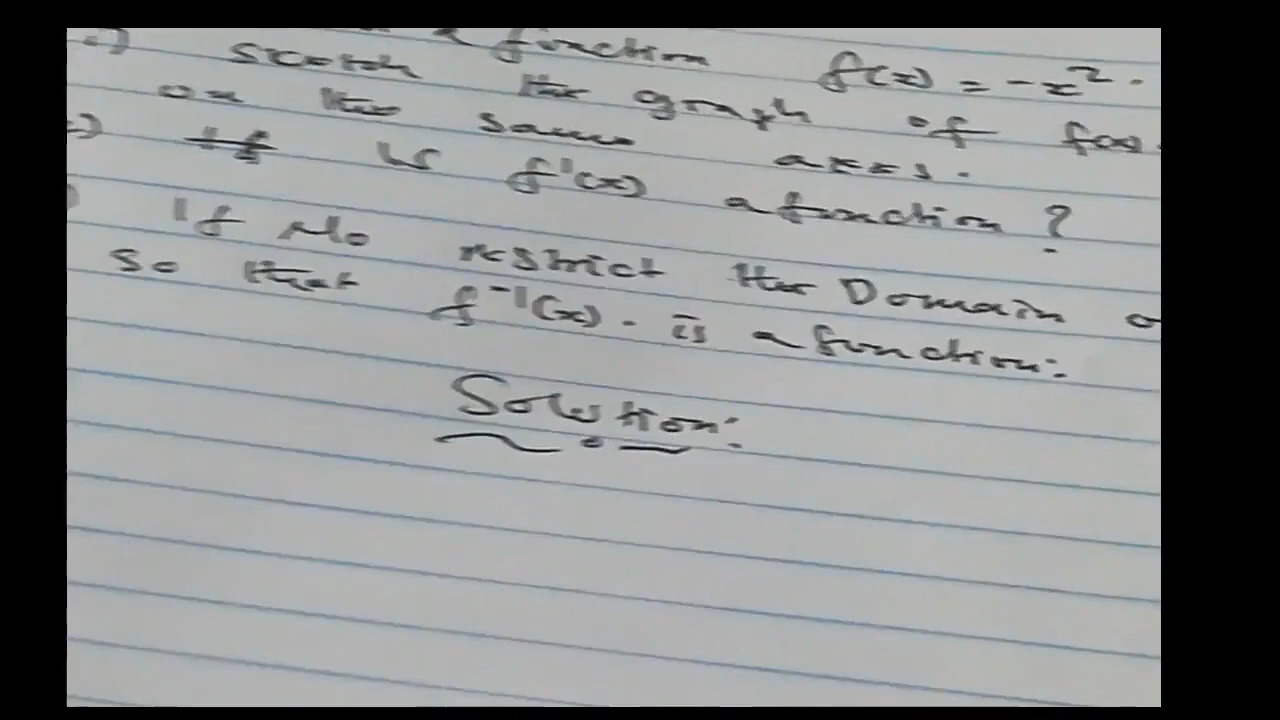 a function f(x) = -x².
sketch the graph of f(x)
on the same axes.
If is f⁻¹(x) a function?
If No restrict the Domain o
so that f⁻¹(x). is a function:
Solution: